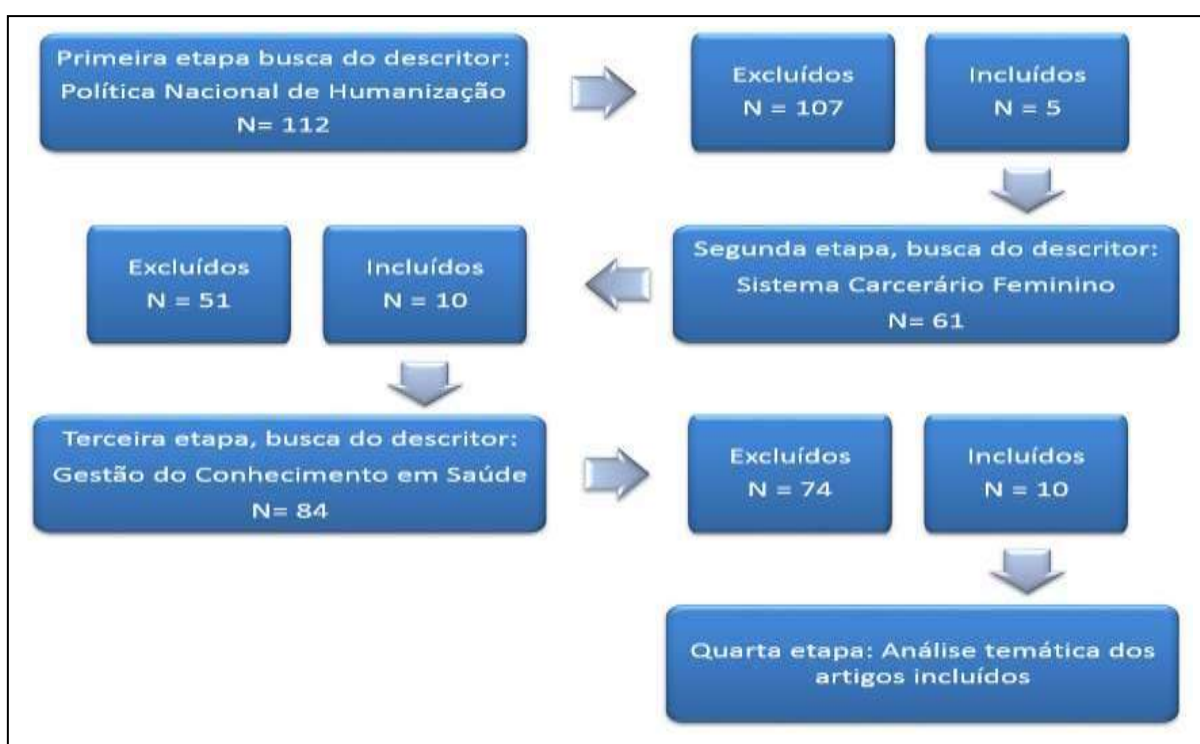 Primeira etapa busca do descritor:
Política Nacional de Humanização
N= 112
Excluídos
N = 107
Incluídos
N = 5
Segunda etapa, busca do descritor:
Sistema Carcerário Feminino
N= 61
Excluídos
N = 51
Incluídos
N = 10
Terceira etapa, busca do descritor:
Gestão do Conhecimento em Saúde
N= 84
Excluídos
N = 74
Incluídos
N = 10
Quarta etapa: Análise temática dos
artigos incluídos